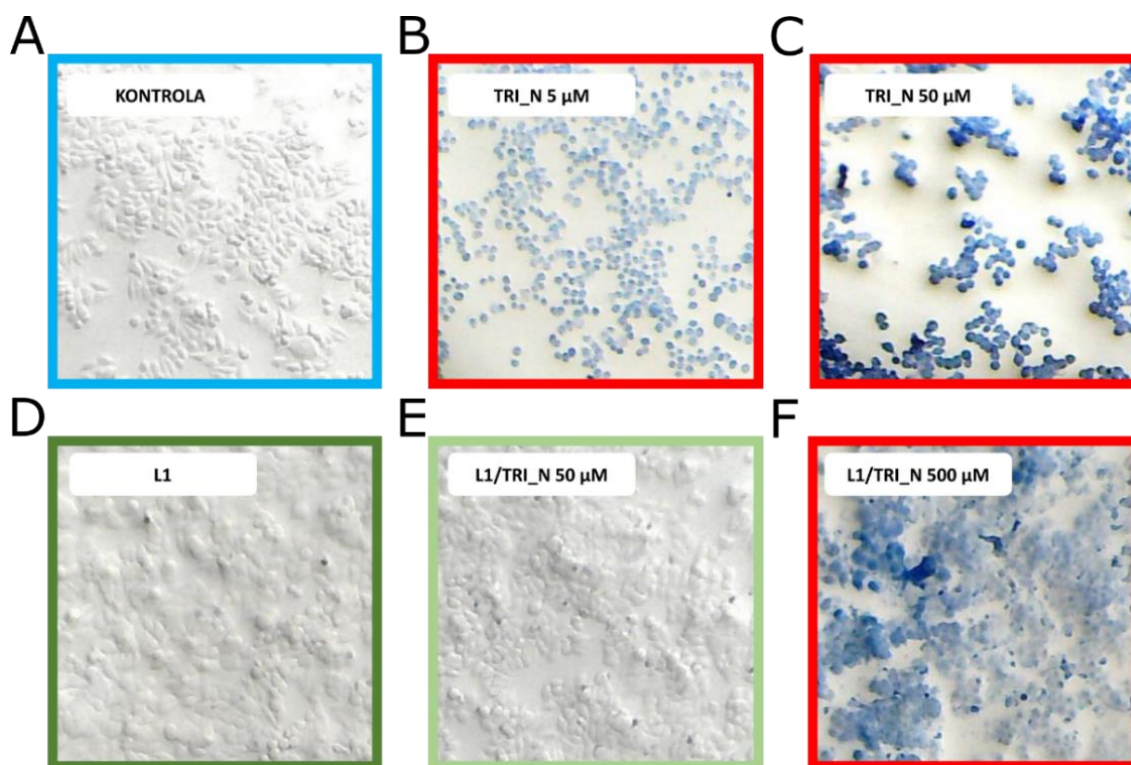 A
KONTROLA
B
TRI_N 5 µM
C
TRI_N 50 µM
D
L1
E
L1/TRI_N 50 µM
F
L1/TRI_N 500 µM